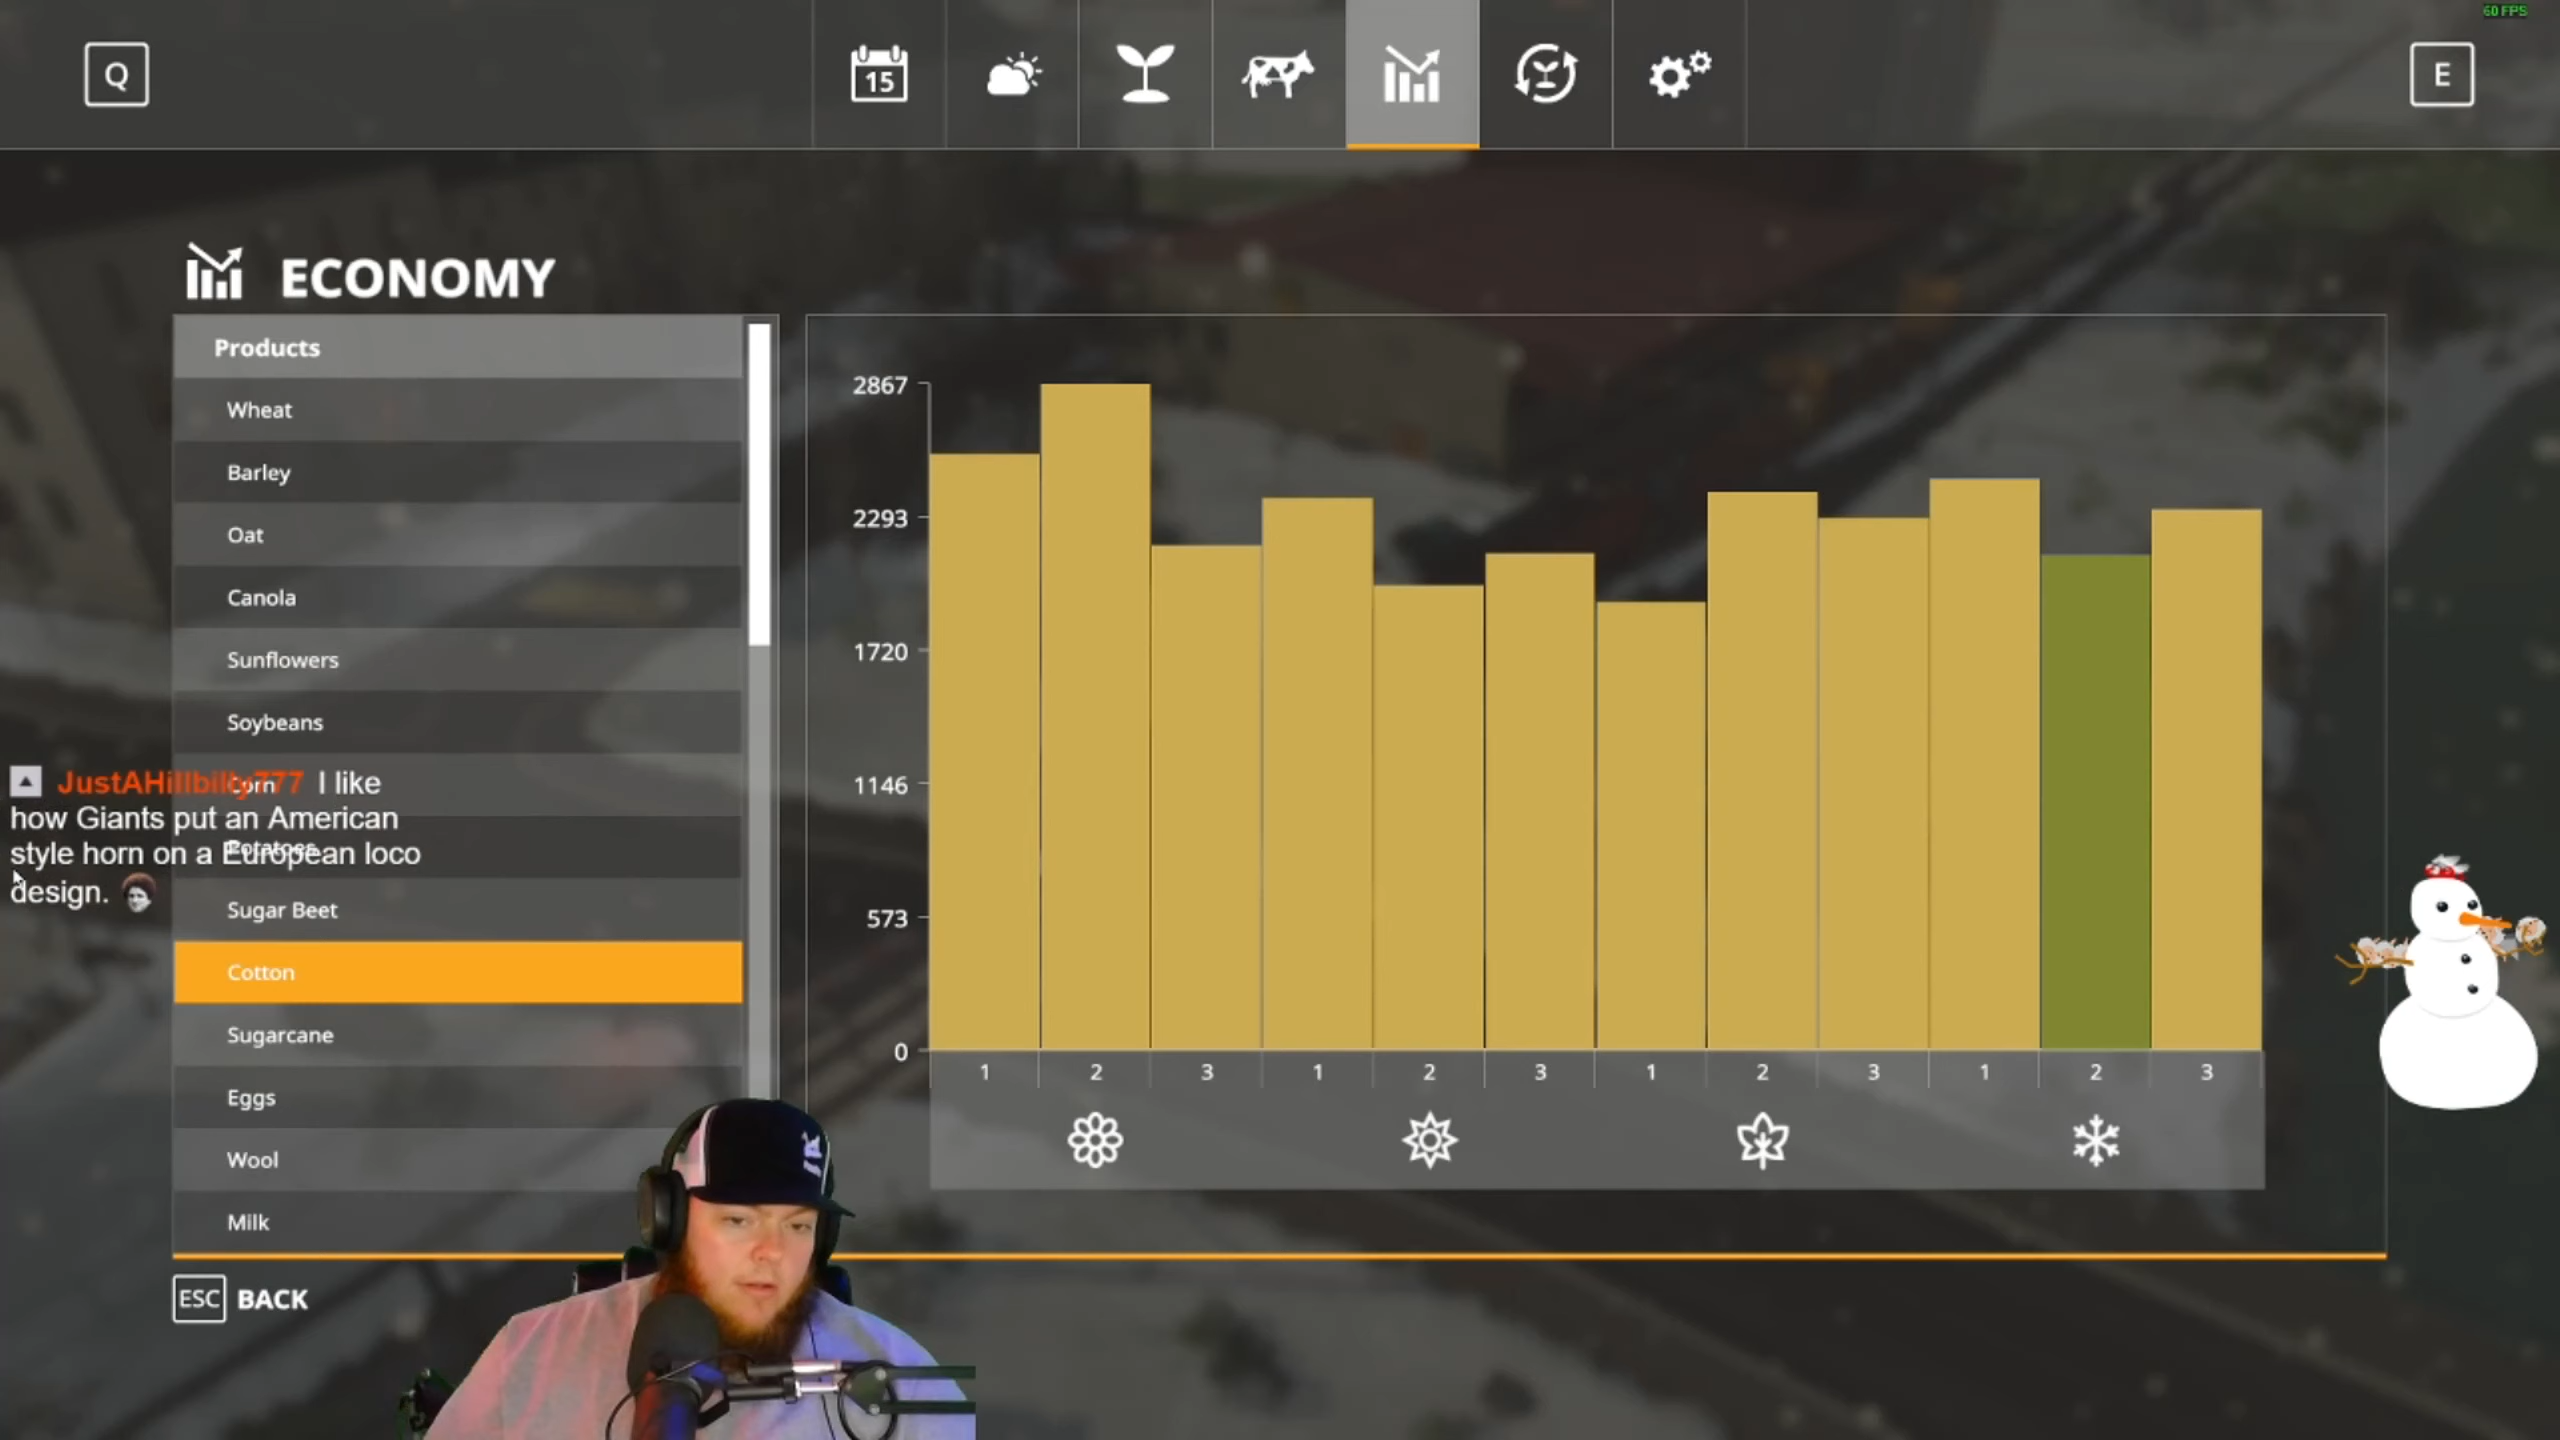 60 FPS
Q
15
E
ECONOMY
Products
Wheat
Barley
Oat
Canola
Sunflowers
Soybeans
Corn
Potatoes
Sugar Beet
Cotton
Sugarcane
Eggs
Wool
Milk
JustAHillbilly777 I like
how Giants put an American
style horn on a European loco
design.
2867
2293
1720
1146
573
0
1 2 3 1 2 3 1 2 3 1 2 3
ESC BACK